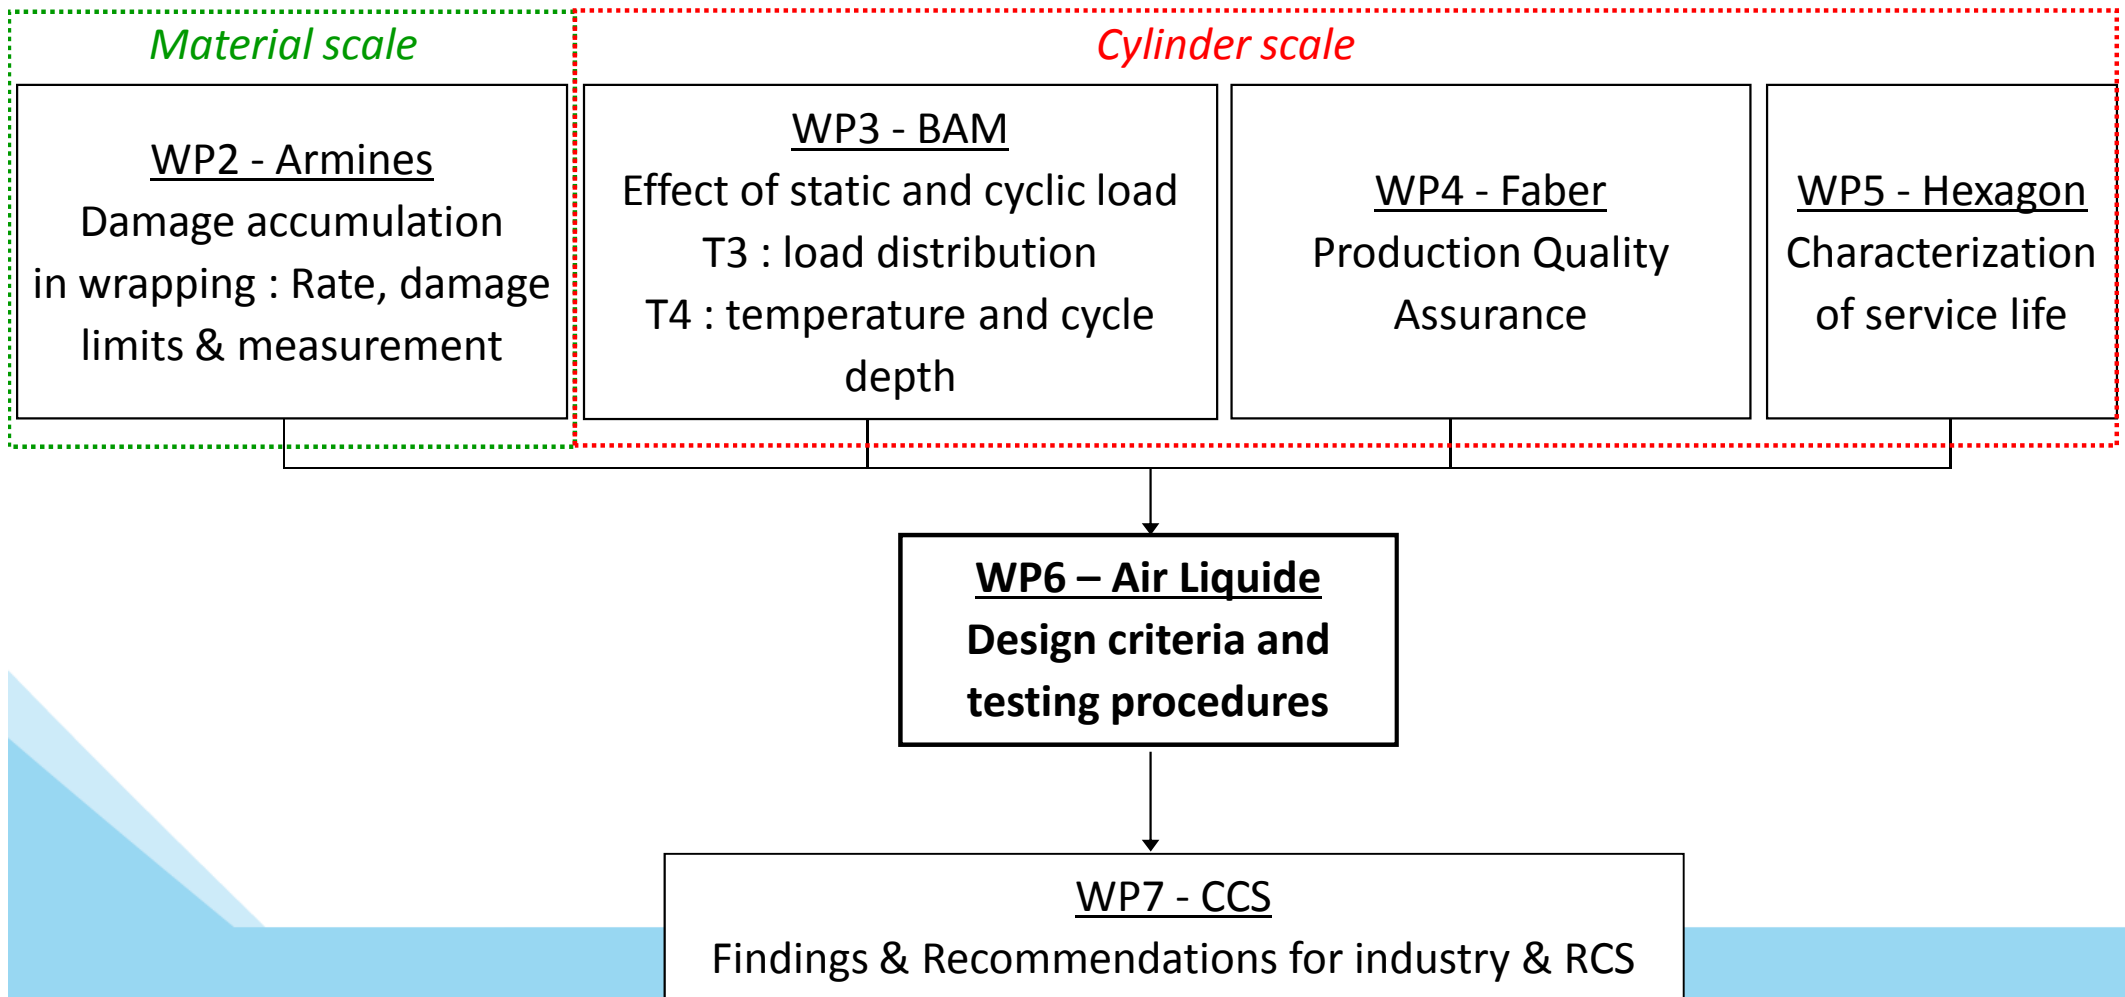 Material scale
Cylinder scale
WP2 - Armines
Damage accumulation
in wrapping : Rate, damage
limits & measurement
WP3 - BAM
Effect of static and cyclic load
T3 : load distribution
T4 : temperature and cycle
depth
WP4 - Faber
Production Quality
Assurance
WP5 - Hexagon
Characterization
of service life
WP6 – Air Liquide
Design criteria and
testing procedures
WP7 - CCS
Findings & Recommendations for industry & RCS